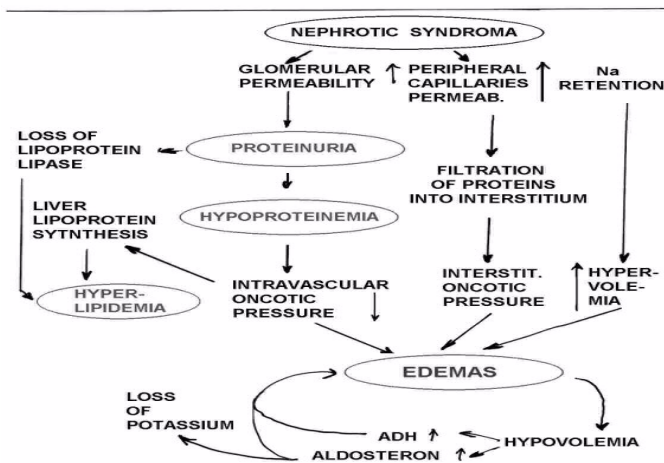 NEPHROTIC SYNDROMA
GLOMERULAR
PERMEABILITY ↑
PERIPHERAL
CAPILLARIES
PERMEAB. ↑
Na
RETENTION
LOSS OF
LIPOPROTEIN
LIPASE
PROTEINURIA
FILTRATION
OF PROTEINS
INTO INTERSTITIUM
LIVER
LIPOPROTEIN
SYTNTHESIS
HYPOPROTEINEMIA
HYPER-
LIPIDEMIA
INTRAVASCULAR
ONCOTIC
PRESSURE ↓
INTERSTIT.
ONCOTIC
PRESSURE ↑
HYPER-
VOLE-
MIA
EDEMAS
LOSS
OF
POTASSIUM
ADH ↑
ALDOSTERON ↑
HYPOVOLEMIA